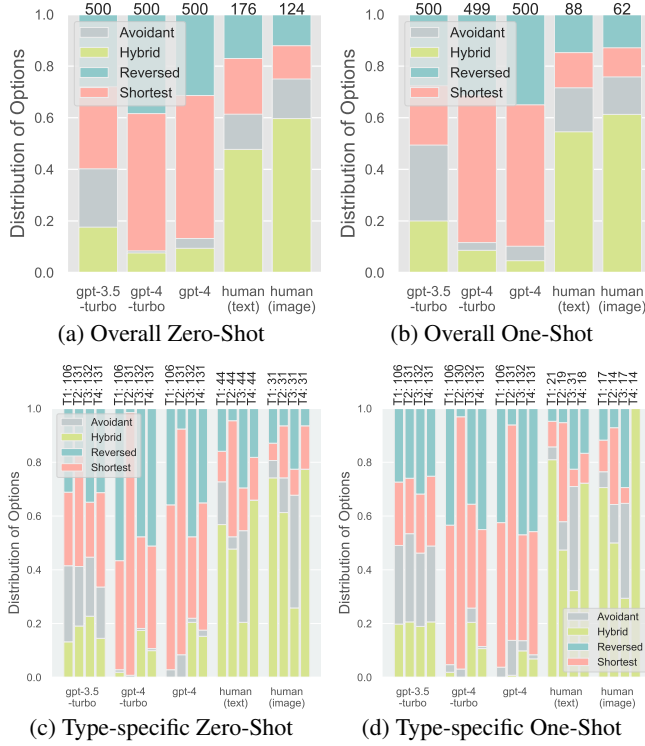 500 500 500 176 124
1.0
0.8
0.6
0.4
0.2
0.0
Distribution of Options
Avoidant
Hybrid
Reversed
Shortest
gpt-3.5
-turbo
gpt-4
-turbo
gpt-4
human
(text)
human
(image)
(a) Overall Zero-Shot
500 499 500 88 62
1.0
0.8
0.6
0.4
0.2
0.0
Distribution of Options
Avoidant
Hybrid
Reversed
Shortest
gpt-3.5
-turbo
gpt-4
-turbo
gpt-4
human
(text)
human
(image)
(b) Overall One-Shot
T1: 106
T2: 131
T3: 132
T4: 131
T1: 106
T2: 131
T3: 132
T4: 131
T1: 106
T2: 131
T3: 132
T4: 131
T1: 44
T2: 44
T3: 44
T4: 44
T1: 31
T2: 31
T3: 31
T4: 31
1.0
0.8
0.6
0.4
0.2
0.0
Distribution of Options
Avoidant
Hybrid
Reversed
Shortest
gpt-3.5
-turbo
gpt-4
-turbo
gpt-4
human
(text)
human
(image)
(c) Type-specific Zero-Shot
T1: 106
T2: 131
T3: 132
T4: 131
T1: 106
T2: 130
T3: 132
T4: 131
T1: 106
T2: 131
T3: 132
T4: 131
T1: 21
T2: 19
T3: 31
T4: 18
T1: 17
T2: 14
T3: 17
T4: 14
1.0
0.8
0.6
0.4
0.2
0.0
Distribution of Options
Avoidant
Hybrid
Reversed
Shortest
gpt-3.5
-turbo
gpt-4
-turbo
gpt-4
human
(text)
human
(image)
(d) Type-specific One-Shot